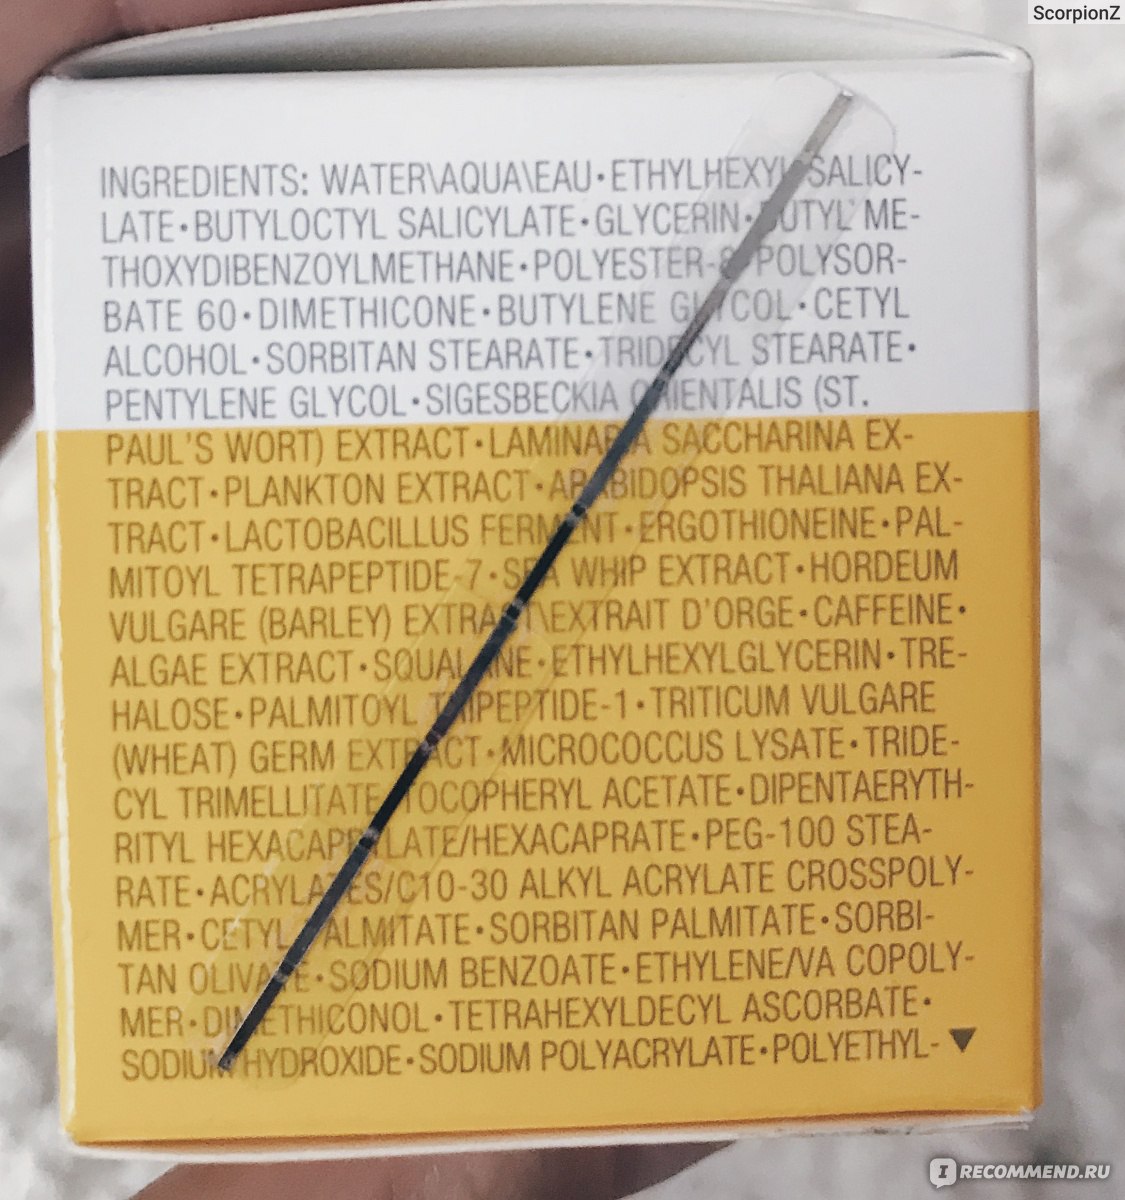 ScorpionZ
INGREDIENTS: WATER\AQUA\EAU•ETHYLHEXYL SALICY-
LATE•BUTYLOCTYL SALICYLATE•GLYCERIN•BUTYL ME-
THOXYDIBENZOYLMETHANE•POLYESTER-8•POLYSOR-
BATE 60•DIMETHICONE•BUTYLENE GLYCOL•CETYL
ALCOHOL•SORBITAN STEARATE•TRIDECYL STEARATE•
PENTYLENE GLYCOL•SIGESBECKIA ORIENTALIS (ST.
PAUL'S WORT) EXTRACT•LAMINARIA SACCHARINA EX-
TRACT•PLANKTON EXTRACT•ARABIDOPSIS THALIANA EX-
TRACT•LACTOBACILLUS FERMENT•ERGOTHIONEINE•PAL-
MITOYL TETRAPEPTIDE-7•SEA WHIP EXTRACT•HORDEUM
VULGARE (BARLEY) EXTRACT\EXTRAIT D'ORGE•CAFFEINE•
ALGAE EXTRACT•SQUALANE•ETHYLHEXYLGLYCERIN•TRE-
HALOSE•PALMITOYL TRIPEPTIDE-1•TRITICUM VULGARE
(WHEAT) GERM EXTRACT•MICROCOCCUS LYSATE•TRIDE-
CYL TRIMELLITATE•TOCOPHERYL ACETATE•DIPENTAERYTH-
RITYL HEXACAPRYLATE/HEXACAPRATE•PEG-100 STEA-
RATE•ACRYLATES/C10-30 ALKYL ACRYLATE CROSSPOLY-
MER•CETYL PALMITATE•SORBITAN PALMITATE•SORBI-
TAN OLIVATE•SODIUM BENZOATE•ETHYLENE/VA COPOLY-
MER•DIMETHICONOL•TETRAHEXYLDECYL ASCORBATE•
SODIUM HYDROXIDE•SODIUM POLYACRYLATE•POLYETHYL- ▼
IRECOMMEND.RU